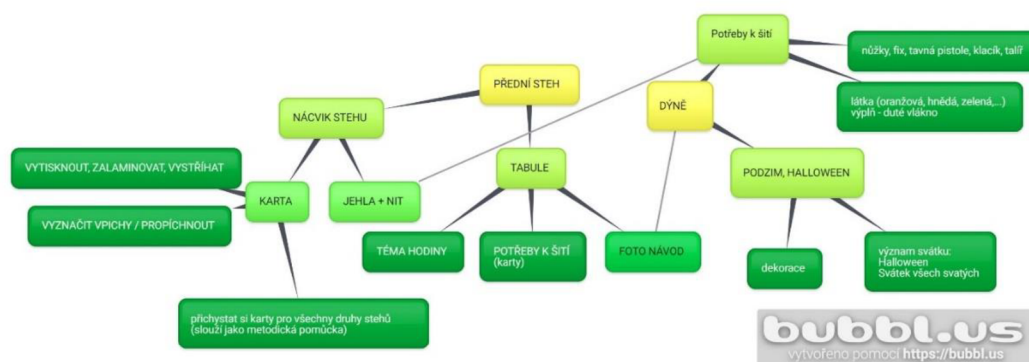 Potřeby k šití
nůžky, fix, tavná pistole, klacík, talíř
PŘEDNÍ STEH
látka (oranžová, hnědá, zelená,...)
výplň - duté vlákno
DÝNĚ
NÁCVIK STEHU
VYTISKNOUT, ZALAMINOVAT, VYSTŘÍHAT
TABULE
PODZIM, HALLOWEEN
KARTA
JEHLA + NIT
VYZNAČIT VPICHY / PROPÍCHNOUT
TÉMA HODINY
POTŘEBY K ŠITÍ
(karty)
FOTO NÁVOD
dekorace
význam svátku:
Halloween
Svátek všech svatých
přichystat si karty pro všechny druhy stehů
(slouží jako metodická pomůcka)
bubbl.us
vytvořeno pomocí https://bubbl.us